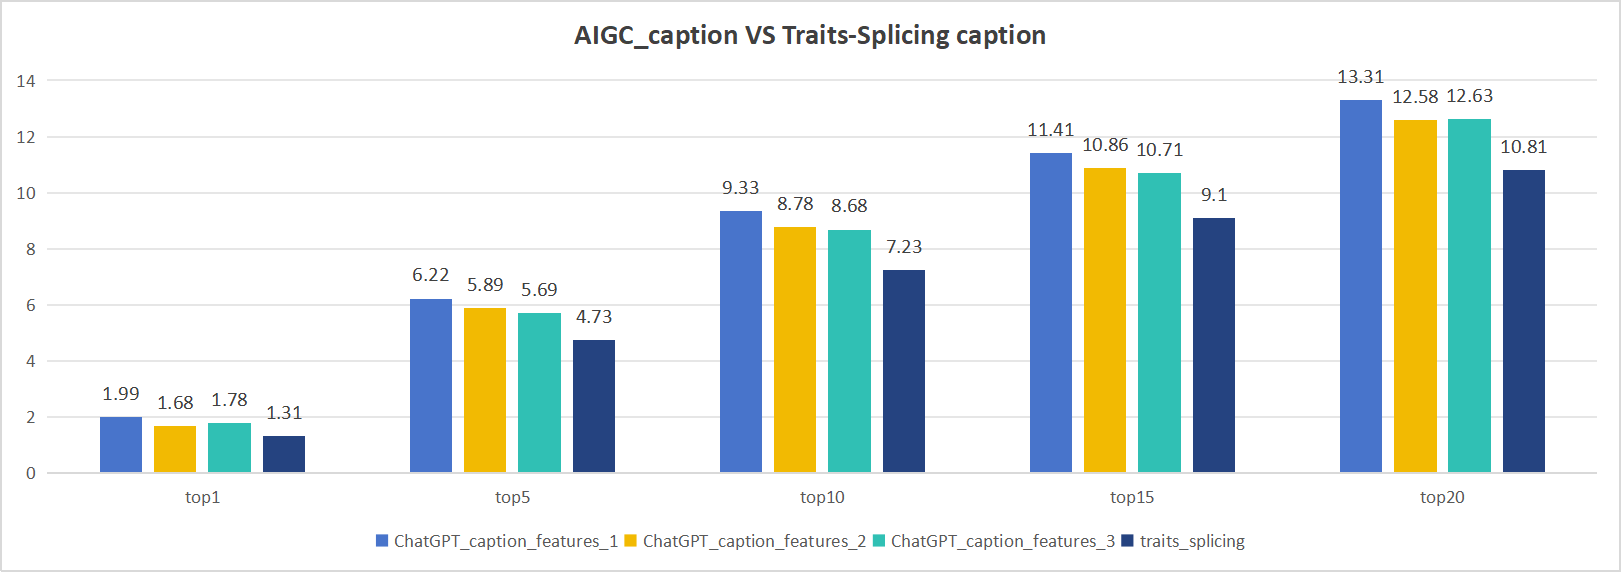 AIGC_caption VS Traits-Splicing caption
14
12
10
8
6
4
2
0
1.99 1.68 1.78 1.31
6.22 5.89 5.69 4.73
9.33 8.78 8.68 7.23
11.41 10.86 10.71 9.1
13.31 12.58 12.63 10.81
top1 top5 top10 top15 top20
ChatGPT_caption_features_1 ChatGPT_caption_features_2 ChatGPT_caption_features_3 traits_splicing